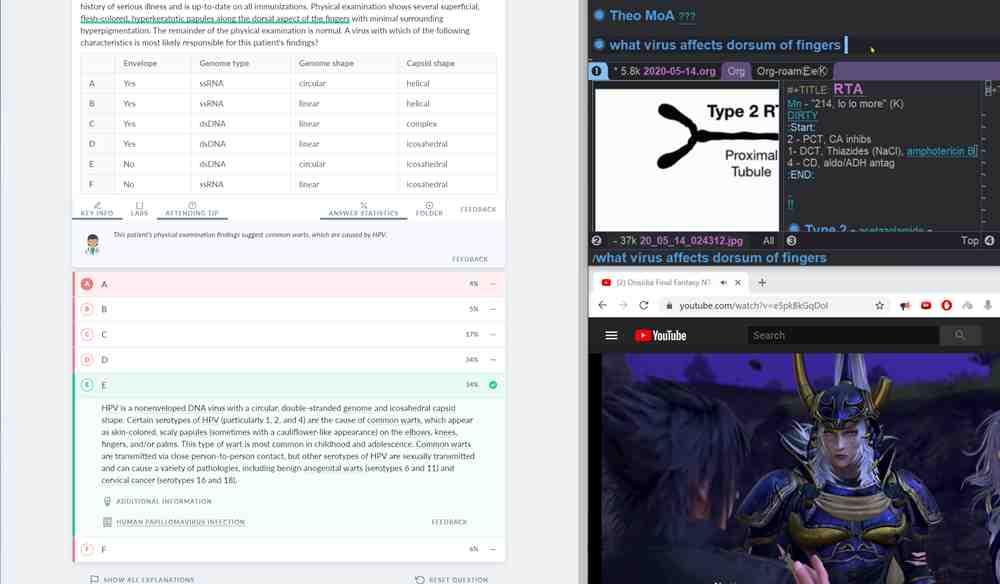 history of serious illness and is up-to-date on all immunizations. Physical examination shows several superficial,
flesh-colored, hyperkeratotic papules along the dorsal aspect of the fingers with minimal surrounding
hyperpigmentation. The remainder of the physical examination is normal. A virus with which of the following
characteristics is most likely responsible for this patient's findings?
Envelope Genome type Genome shape Capsid shape
A Yes ssRNA circular helical
B Yes ssRNA linear helical
C Yes dsDNA linear complex
D Yes dsDNA linear icosahedral
E No dsDNA circular icosahedral
F No ssRNA linear icosahedral
KEY INFO LABS ATTENDING TIP ANSWER STATISTICS FOLDER FEEDBACK
This patient's physical examination findings suggest common warts, which are caused by HPV.
FEEDBACK
A A 4%
B B 5%
C C 17%
D D 34%
E E 34%
HPV is a nonenveloped DNA virus with a circular, double-stranded genome and icosahedral capsid
shape. Certain serotypes of HPV (particularly 1, 2, and 4) are the cause of common warts, which appear
as skin-colored, scaly papules (sometimes with a cauliflower-like appearance) on the elbows, knees,
fingers, and/or palms. This type of wart is most common in childhood and adolescence. Common warts
are transmitted via close person-to-person contact, but other serotypes of HPV are sexually transmitted
and can cause a variety of pathologies, including benign anogenital warts (serotypes 6 and 11) and
cervical cancer (serotypes 16 and 18).
ADDITIONAL INFORMATION
HUMAN PAPILLOMAVIRUS INFECTION FEEDBACK
F F 6%
SHOW ALL EXPLANATIONS RESET QUESTION
Theo MoA ???
what virus affects dorsum of fingers
1 * 5.8k 2020-05-14.org Org Org-roam
Type 2 RT
Proximal
Tubule
#+TITLE: RTA
Mn - "214, lo lo more" (K)
DIRTY
:Start:
2 - PCT, CA inhibs
1- DCT, Thiazides (NaCl), amphotericin B
4 - CD, aldo/ADH antag
:END:
!!
Type 2 - acetazolamide -
2 - 37k 20_05_14_024312.jpg All 3 Top 4
/what virus affects dorsum of fingers
(2) Dissidia Final Fantasy NT
youtube.com/watch?v=eSpkBkGqDoI
YouTube Search